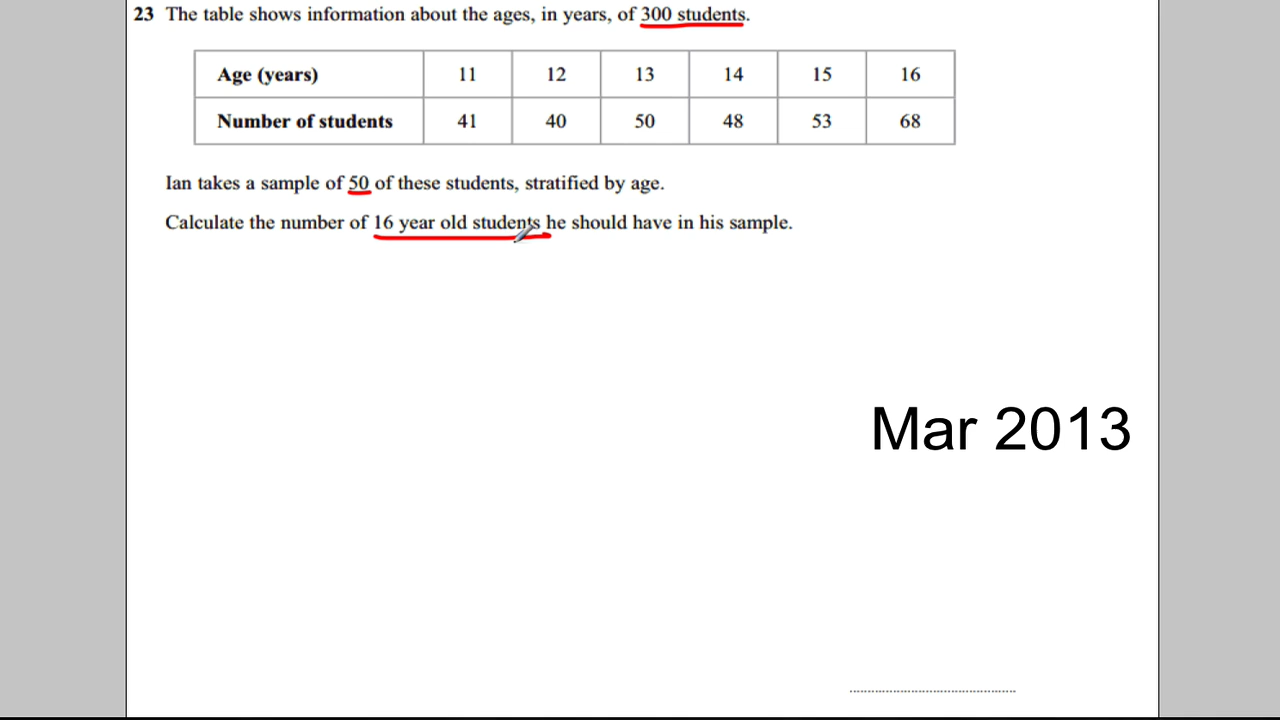 23 The table shows information about the ages, in years, of 300 students.
Age (years) 11 12 13 14 15 16
Number of students 41 40 50 48 53 68
Ian takes a sample of 50 of these students, stratified by age.
Calculate the number of 16 year old students he should have in his sample.
Mar 2013